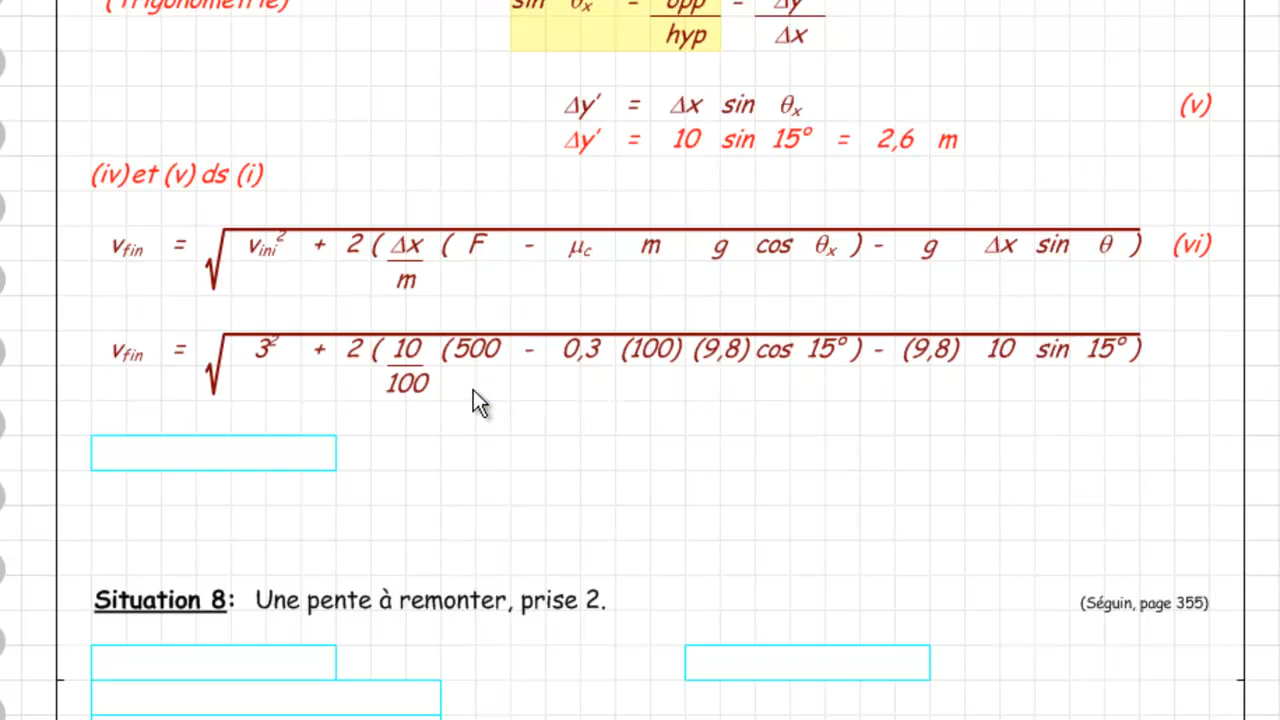 (Trigonométrie) sin θx = opp = Δy'
hyp Δx
Δy' = Δx sin θx (v)
Δy' = 10 sin 15° = 2,6 m
(iv) et (v) ds (i)
vfin = √ vini² + 2 ( Δx ( F - μc m g cos θx ) - g Δx sin θ ) (vi)
m
vfin = √ 3² + 2 ( 10 (500 - 0,3 (100) (9,8) cos 15° ) - (9,8) 10 sin 15° )
100
Situation 8: Une pente à remonter, prise 2. (Séguin, page 355)